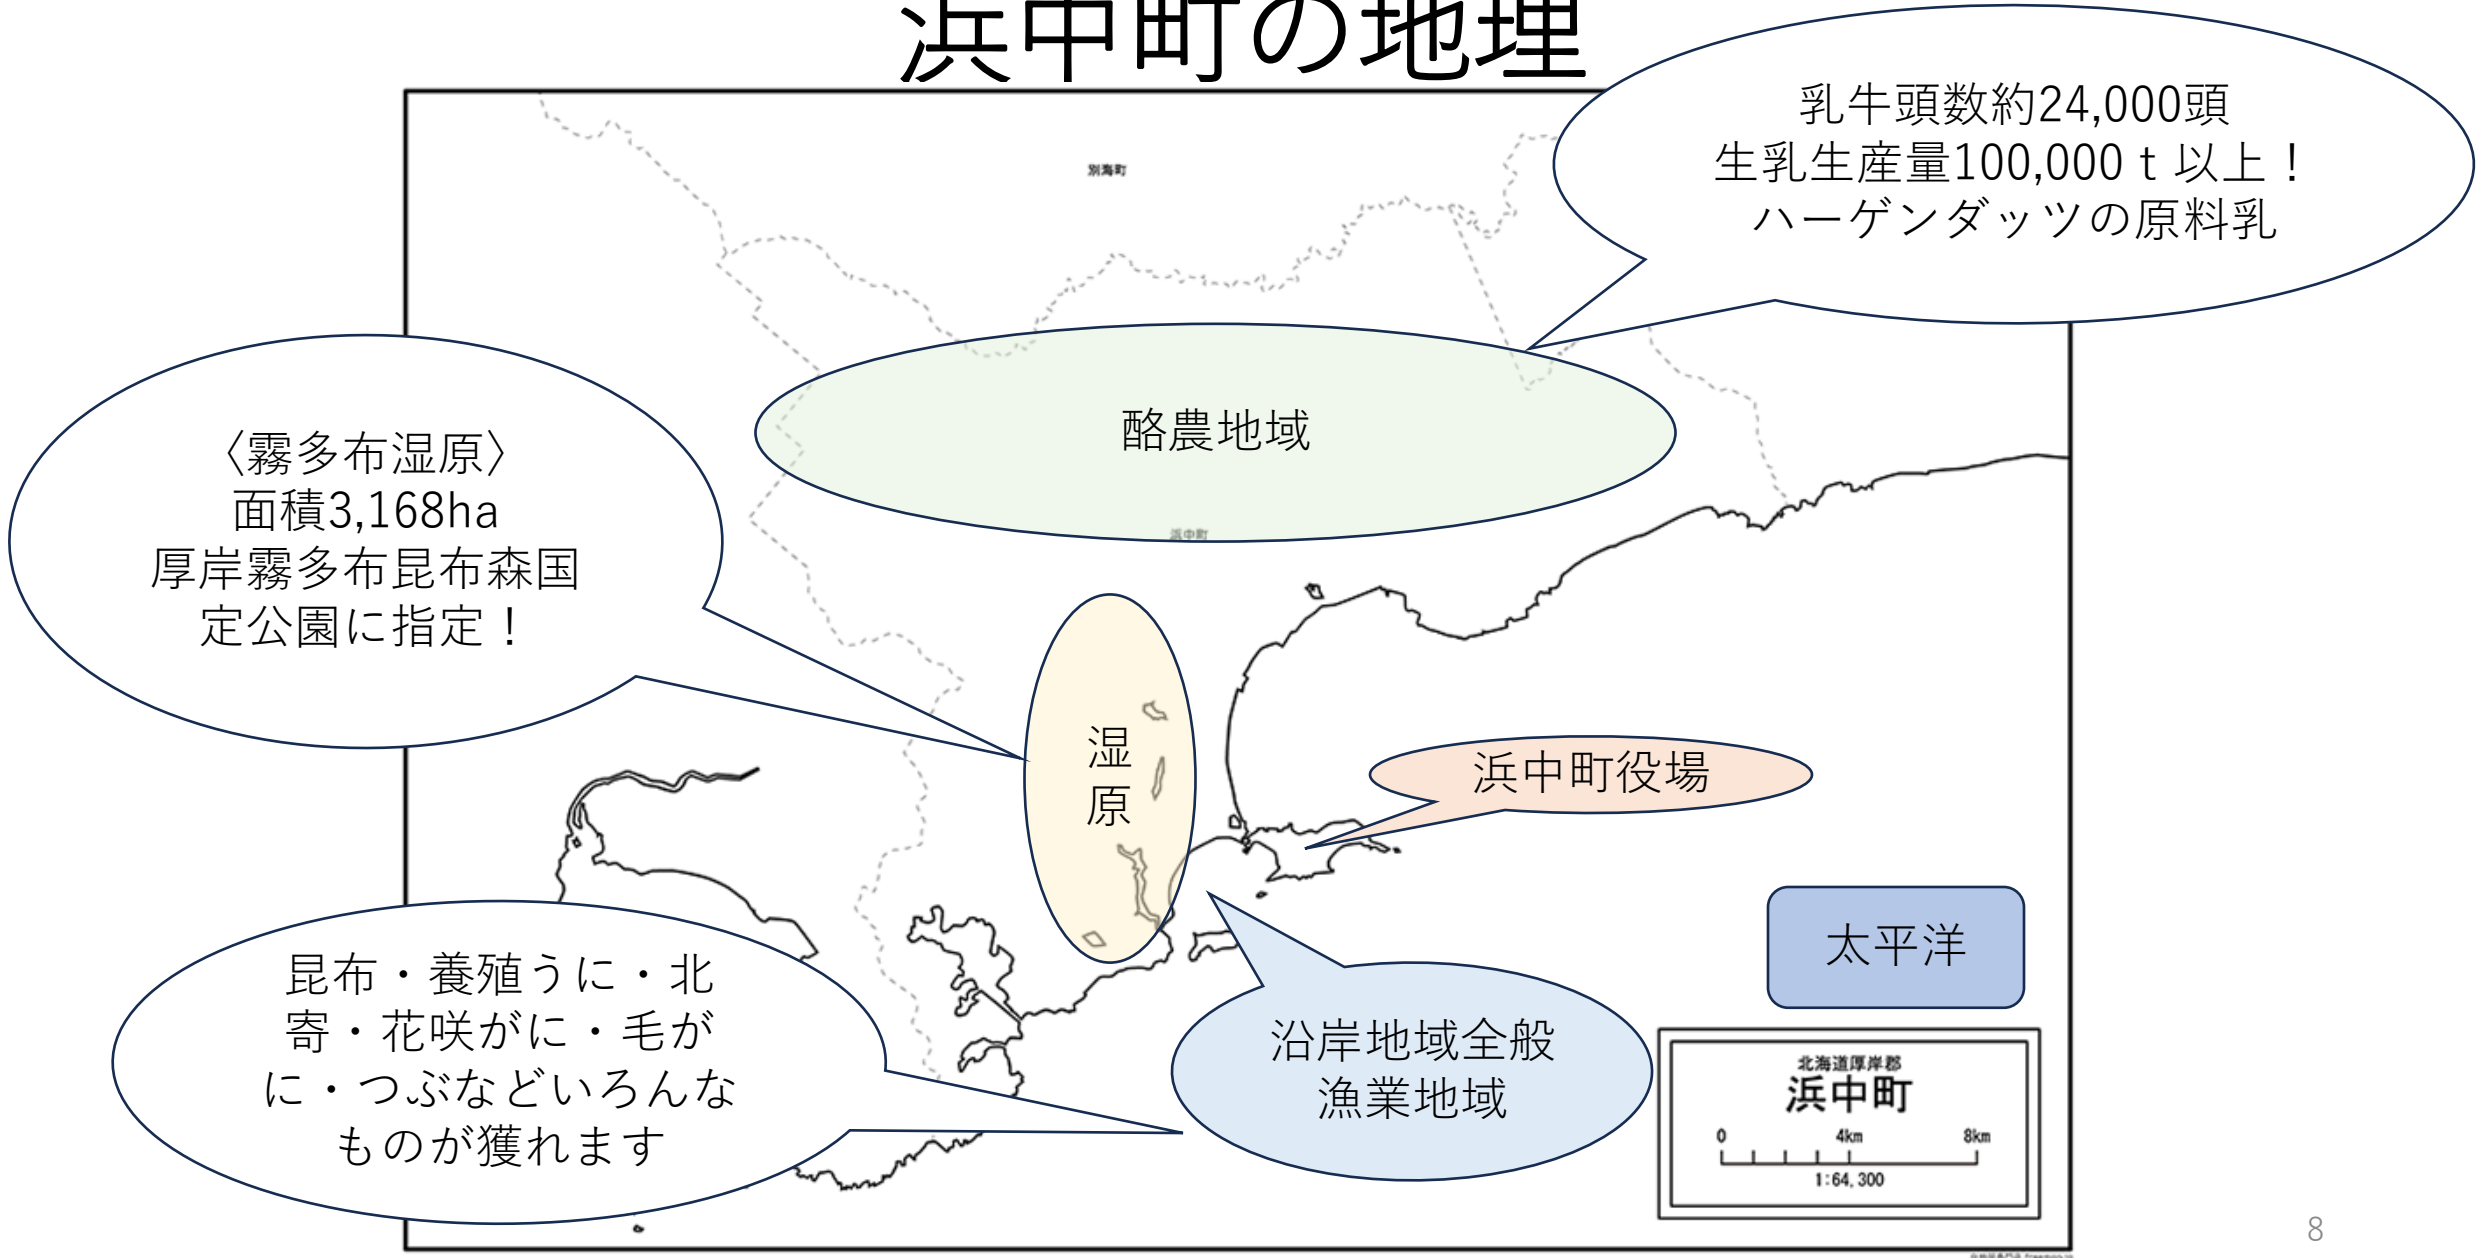 浜中町の地理
乳牛頭数約24,000頭
生乳生産量100,000ｔ以上！
ハーゲンダッツの原料乳
別海町
酪農地域
浜中町
〈霧多布湿原〉
面積3,168ha
厚岸霧多布昆布森国
定公園に指定！
湿
原
浜中町役場
太平洋
昆布・養殖うに・北
寄・花咲がに・毛が
に・つぶなどいろんな
ものが獲れます
沿岸地域全般
漁業地域
北海道厚岸郡
浜中町
0 4km 8km
1:64,300
8